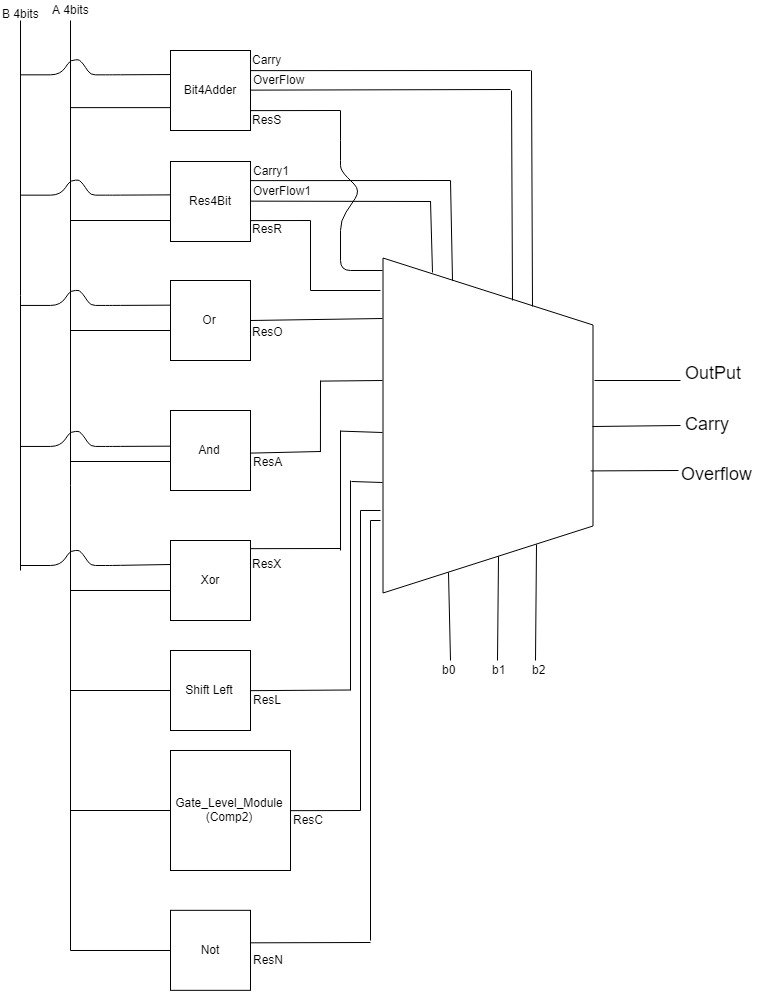 B 4bits
A 4bits
Carry
OverFlow
Bit4Adder
ResS
Carry1
OverFlow1
Res4Bit
ResR
Or
ResO
OutPut
Carry
And
ResA
Overflow
Xor
ResX
b0
b1
b2
Shift Left
ResL
Gate_Level_Module
(Comp2)
ResC
Not
ResN